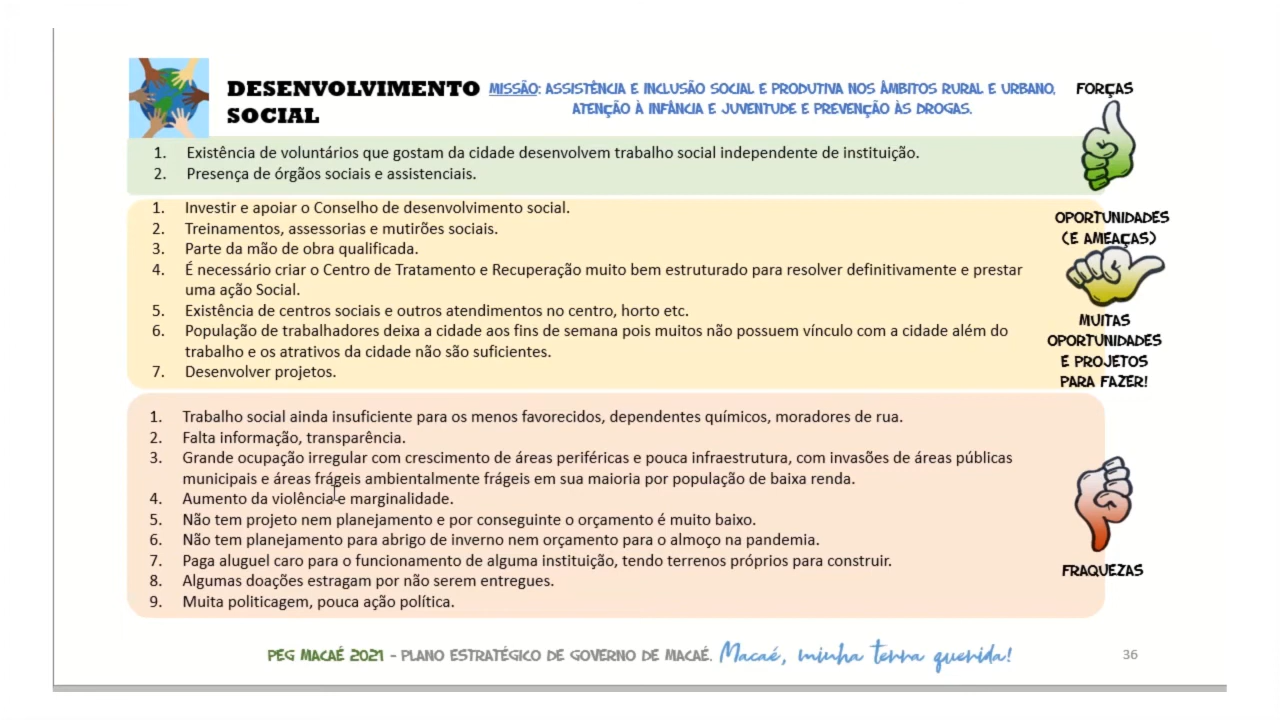 DESENVOLVIMENTO
SOCIAL
MISSÃO: ASSISTÊNCIA E INCLUSÃO SOCIAL E PRODUTIVA NOS ÂMBITOS RURAL E URBANO,
ATENÇÃO À INFÂNCIA E JUVENTUDE E PREVENÇÃO ÀS DROGAS.
FORÇAS
1. Existência de voluntários que gostam da cidade desenvolvem trabalho social independente de instituição.
2. Presença de órgãos sociais e assistenciais.
1. Investir e apoiar o Conselho de desenvolvimento social.
2. Treinamentos, assessorias e mutirões sociais.
3. Parte da mão de obra qualificada.
4. É necessário criar o Centro de Tratamento e Recuperação muito bem estruturado para resolver definitivamente e prestar
uma ação Social.
5. Existência de centros sociais e outros atendimentos no centro, horto etc.
6. População de trabalhadores deixa a cidade aos fins de semana pois muitos não possuem vínculo com a cidade além do
trabalho e os atrativos da cidade não são suficientes.
7. Desenvolver projetos.
OPORTUNIDADES
(E AMEAÇAS)
MUITAS
OPORTUNIDADES
E PROJETOS
PARA FAZER!
1. Trabalho social ainda insuficiente para os menos favorecidos, dependentes químicos, moradores de rua.
2. Falta informação, transparência.
3. Grande ocupação irregular com crescimento de áreas periféricas e pouca infraestrutura, com invasões de áreas públicas
municipais e áreas frágeis ambientalmente frágeis em sua maioria por população de baixa renda.
4. Aumento da violência e marginalidade.
5. Não tem projeto nem planejamento e por conseguinte o orçamento é muito baixo.
6. Não tem planejamento para abrigo de inverno nem orçamento para o almoço na pandemia.
7. Paga aluguel caro para o funcionamento de alguma instituição, tendo terrenos próprios para construir.
8. Algumas doações estragam por não serem entregues.
9. Muita politicagem, pouca ação política.
FRAQUEZAS
PEG MACAÉ 2021 - PLANO ESTRATÉGICO DE GOVERNO DE MACAÉ. Macaé, minha terra querida!
36